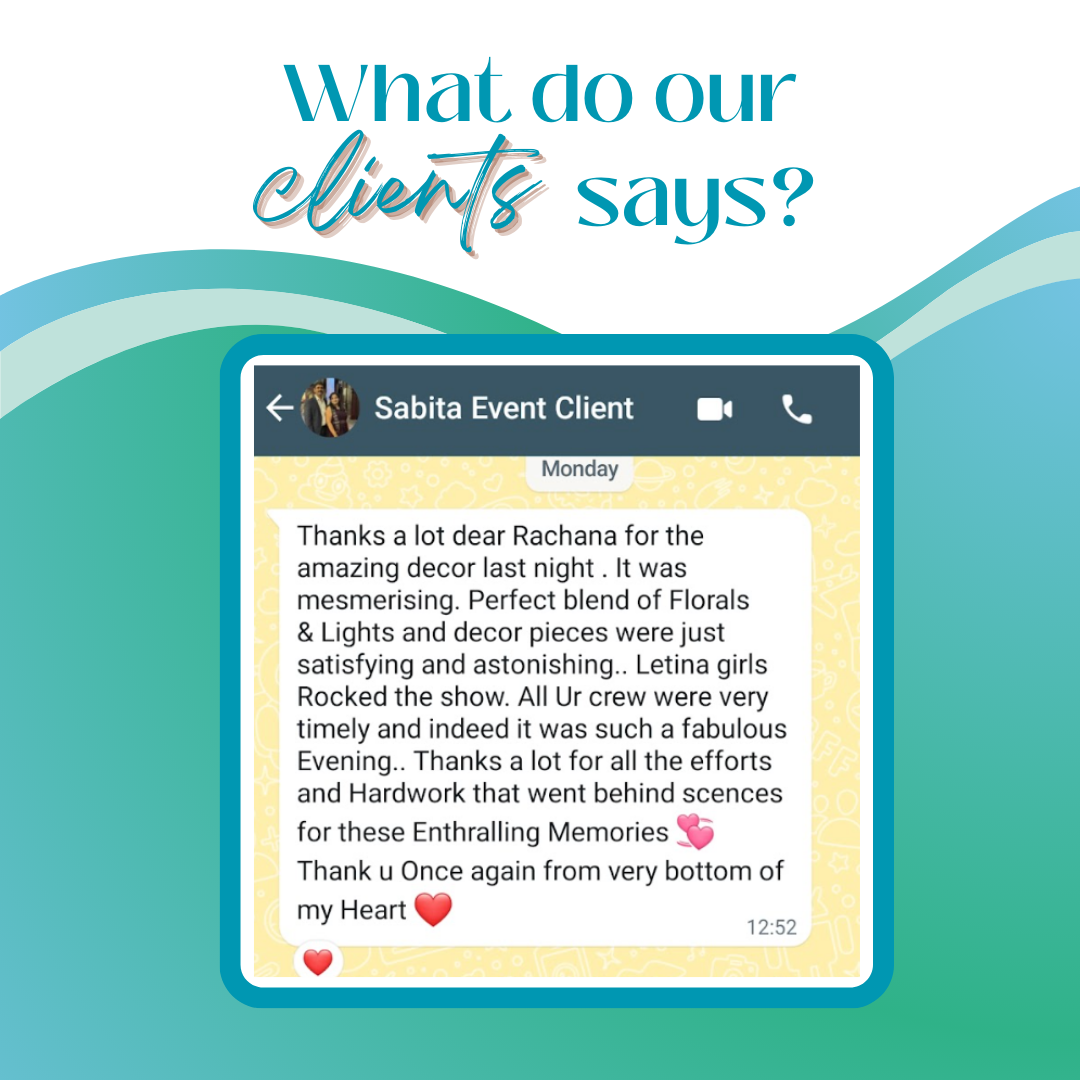 What do our
clients says?
Sabita Event Client
Monday
Thanks a lot dear Rachana for the
amazing decor last night . It was
mesmerising. Perfect blend of Florals
& Lights and decor pieces were just
satisfying and astonishing.. Letina girls
Rocked the show. All Ur crew were very
timely and indeed it was such a fabulous
Evening.. Thanks a lot for all the efforts
and Hardwork that went behind scences
for these Enthralling Memories 💞
Thank u Once again from very bottom of
my Heart ❤️
12:52
❤️